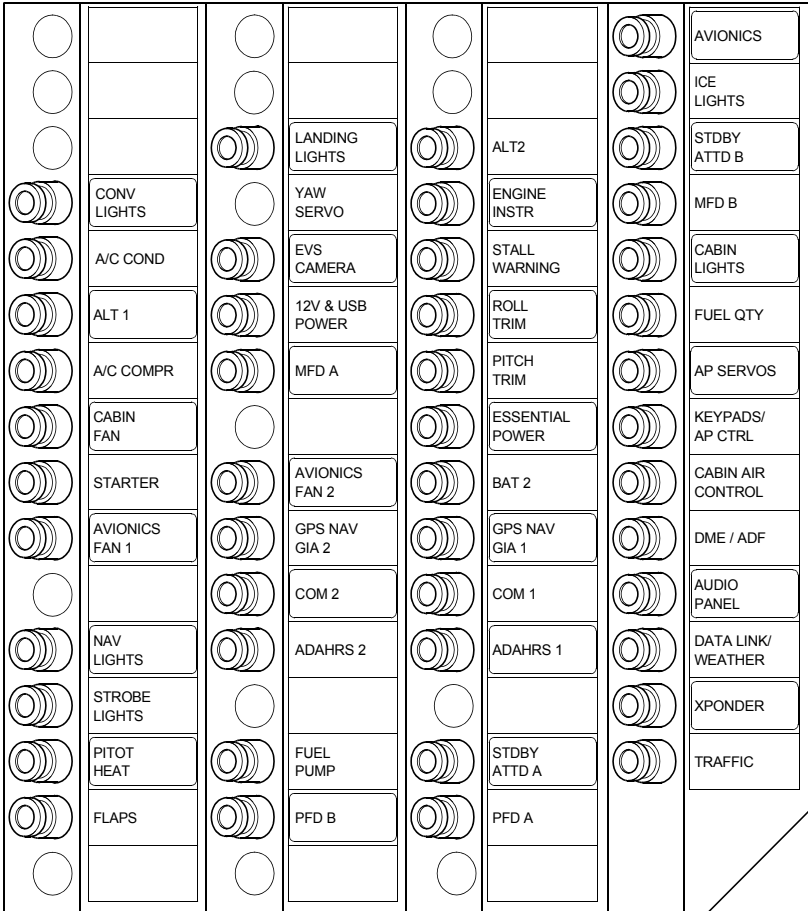 CONV
LIGHTS
A/C COND
ALT 1
A/C COMPR
CABIN
FAN
STARTER
AVIONICS
FAN 1
NAV
LIGHTS
STROBE
LIGHTS
PITOT
HEAT
FLAPS
LANDING
LIGHTS
YAW
SERVO
EVS
CAMERA
12V & USB
POWER
MFD A
AVIONICS
FAN 2
GPS NAV
GIA 2
COM 2
ADAHRS 2
FUEL
PUMP
PFD B
ALT2
ENGINE
INSTR
STALL
WARNING
ROLL
TRIM
PITCH
TRIM
ESSENTIAL
POWER
BAT 2
GPS NAV
GIA 1
COM 1
ADAHRS 1
STDBY
ATTD A
PFD A
AVIONICS
ICE
LIGHTS
STDBY
ATTD B
MFD B
CABIN
LIGHTS
FUEL QTY
AP SERVOS
KEYPADS/
AP CTRL
CABIN AIR
CONTROL
DME / ADF
AUDIO
PANEL
DATA LINK/
WEATHER
XPONDER
TRAFFIC